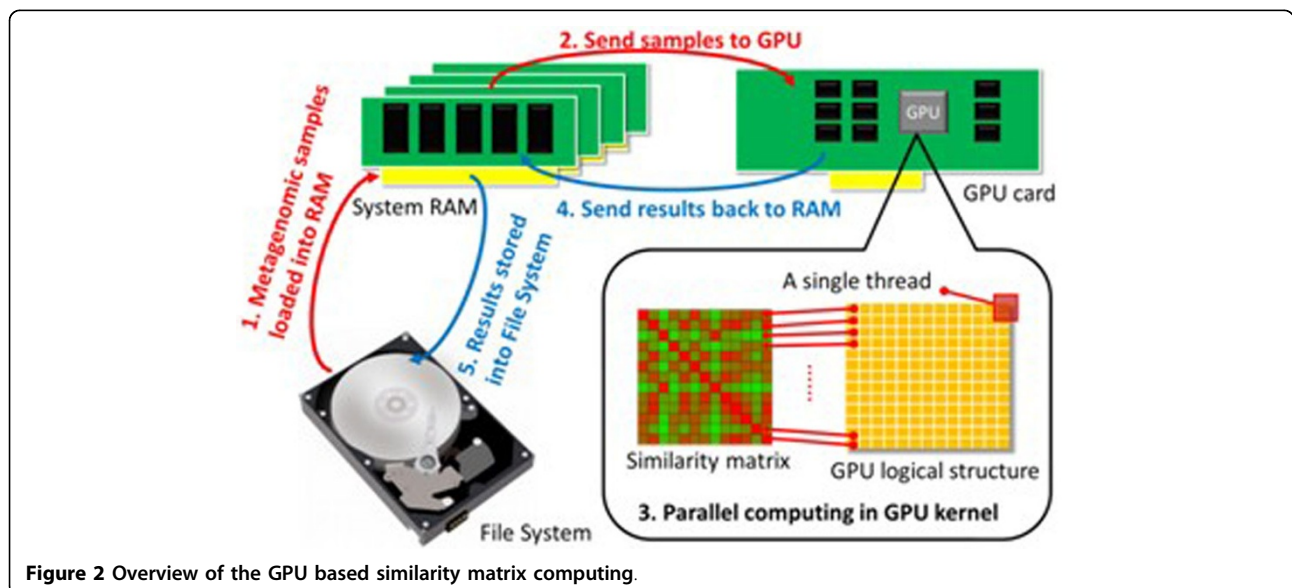 2. Send samples to GPU
GPU
1. Metagenomic samples
loaded into RAM
System RAM
4. Send results back to RAM
GPU card
5. Results stored
into File System
A single thread
Similarity matrix
GPU logical structure
3. Parallel computing in GPU kernel
File System
Figure 2 Overview of the GPU based similarity matrix computing.